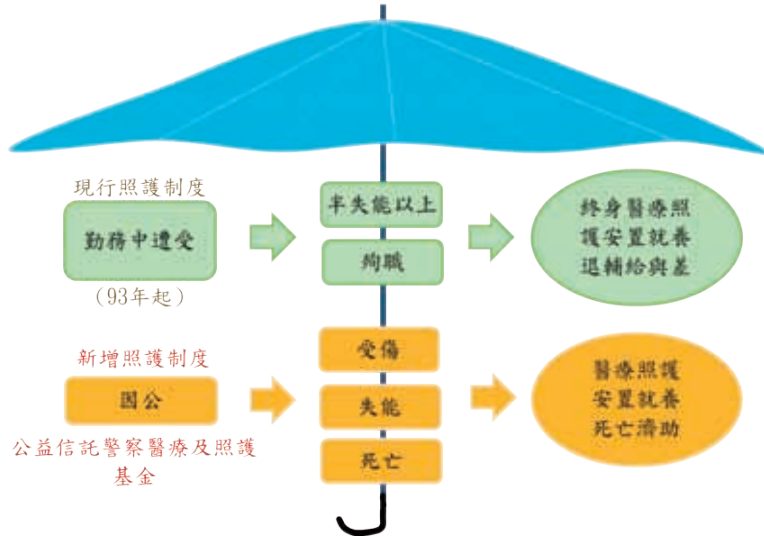 現行照護制度
勤務中遭受
(93年起)
半失能以上
殉職
終身醫療照
護安置就養
退輔給與差
新增照護制度
因公
公益信託警察醫療及照護
基金
受傷
失能
死亡
醫療照護
安置就養
死亡濟助